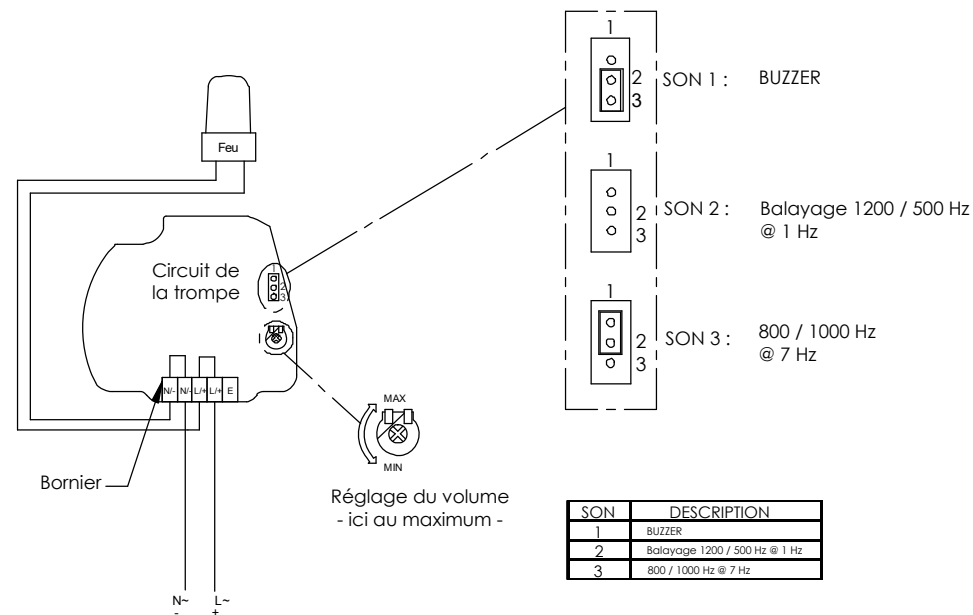 1
2
3
SON 1 :
BUZZER
Feu
1
2
3
SON 2 :
Balayage 1200 / 500 Hz
@ 1 Hz
Circuit de
la trompe
1
2
3
1
2
3
SON 3 :
800 / 1000 Hz
@ 7 Hz
N/-
N/-
L/+
L/+
E
MAX
MIN
Bornier
Réglage du volume
- ici au maximum -
SON DESCRIPTION
1 BUZZER
2 Balayage 1200 / 500 Hz @ 1 Hz
3 800 / 1000 Hz @ 7 Hz
N~ L~
- +